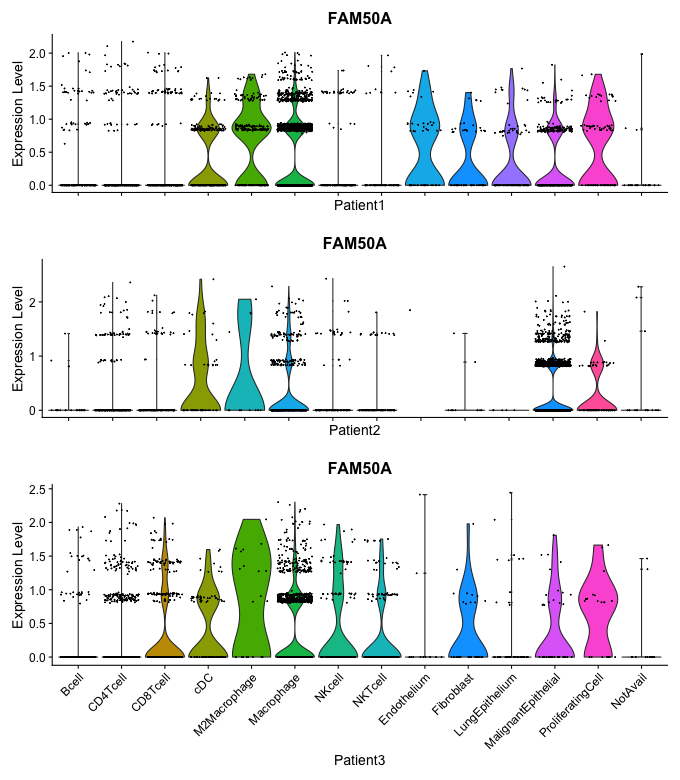 FAM50A
Expression Level
2.0
1.5
1.0
0.5
0.0
Patient1
FAM50A
Expression Level
2
1
0
Patient2
FAM50A
Expression Level
2.5
2.0
1.5
1.0
0.5
0.0
Bcell
CD4Tcell
CD8Tcell
cDC
M2Macrophage
Macrophage
NKcell
NKTcell
Endothelium
Fibroblast
LungEpithelium
MalignantEpithelial
ProliferatingCell
NotAvail
Patient3